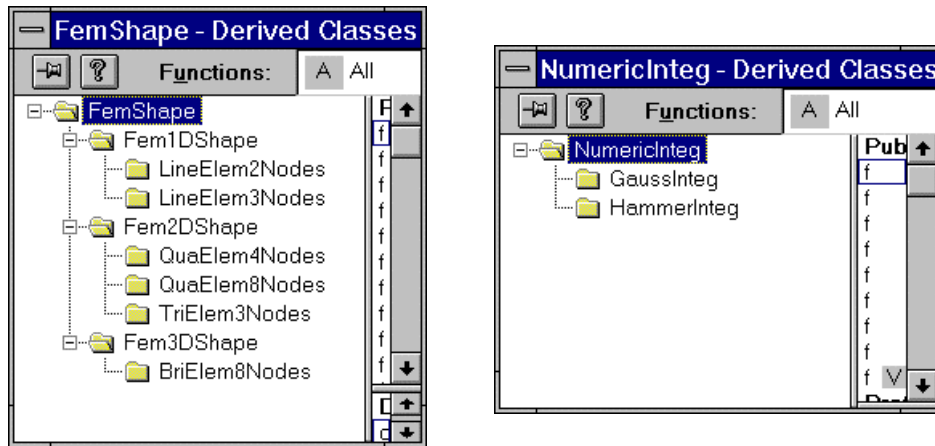 FemShape - Derived Classes
? Functions: A All
FemShape
Fem1DShape
LineElem2Nodes
LineElem3Nodes
Fem2DShape
QuaElem4Nodes
QuaElem8Nodes
TriElem3Nodes
Fem3DShape
BriElem8Nodes
f
f
f
f
f
f
f
f
f
f
NumericInteg - Derived Classes
? Functions: A All
NumericInteg
GaussInteg
HammerInteg
Pub
f
f
f
f
f
f
f
f
f V